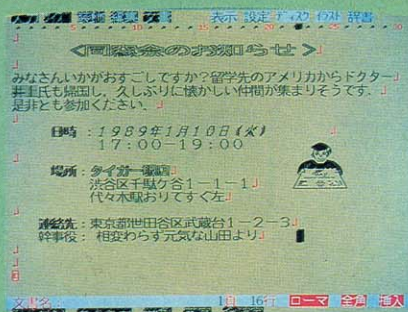 表示 設定 ディスク イラスト 辞書
＜同窓会のお知らせ＞
みなさんいかがおすごしですか？留学先のアメリカからドクター
井上氏も帰国し、久しぶりに懐かしい仲間が集まりそうです。
是非とも参加ください。
日時：1989年1月10日（火）
17：00-19：00
場所：タイガー
渋谷区千駄ケ谷1-1-1
代々木駅おりてすぐ左
連絡先：東京都世田谷区武蔵台1-2-3
幹事役：相変わらず元気な山田より
文書名： 1頁 16行 ローマ 全角 挿入